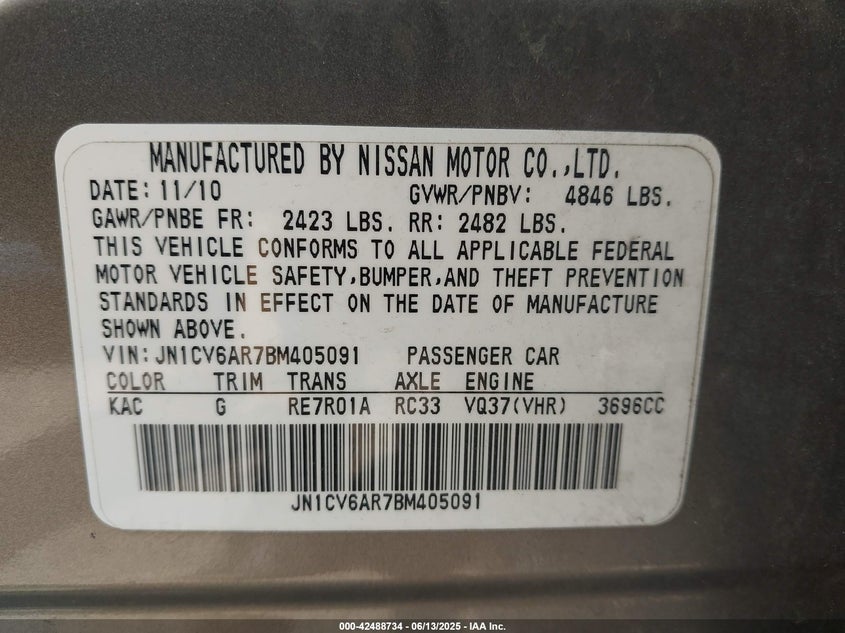 MANUFACTURED BY NISSAN MOTOR CO.,LTD.
DATE: 11/10 GVWR/PNBV: 4846 LBS.
GAWR/PNBE FR: 2423 LBS. RR: 2482 LBS.
THIS VEHICLE CONFORMS TO ALL APPLICABLE FEDERAL
MOTOR VEHICLE SAFETY,BUMPER,AND THEFT PREVENTION
STANDARDS IN EFFECT ON THE DATE OF MANUFACTURE
SHOWN ABOVE.
VIN:JN1CV6AR7BM405091 PASSENGER CAR
COLOR TRIM TRANS AXLE ENGINE
KAC G RE7R01A RC33 VQ37(VHR) 3696CC
JN1CV6AR7BM405091
000-42488734 - 06/13/2025 - IAA Inc.